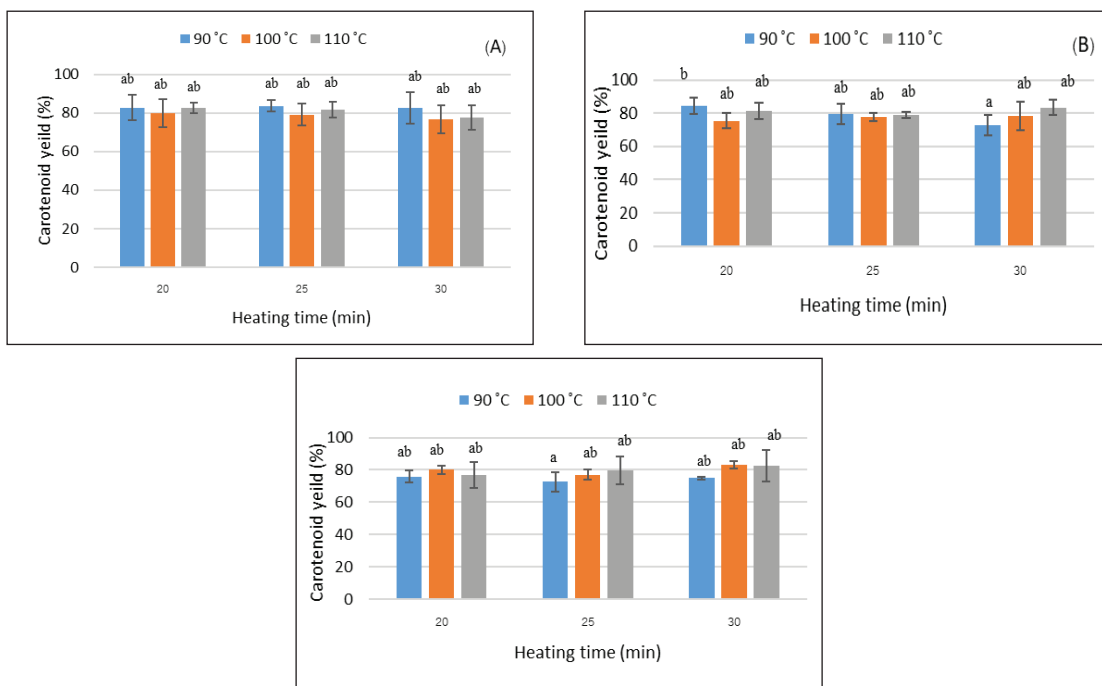 90 °C 100 °C 110 °C
(A)
ab ab ab ab ab ab ab ab ab
100
80
60
40
20
0
Carotenoid yeild (%)
20 25 30
Heating time (min)
90 °C 100 °C 110 °C
(B)
b ab ab ab ab ab a ab ab
100
80
60
40
20
0
Carotenoid yeild (%)
20 25 30
Heating time (min)
90 °C 100 °C 110 °C
ab ab ab a ab ab ab ab ab
100
80
60
40
20
0
Carotenoid yeild (%)
20 25 30
Heating time (min)